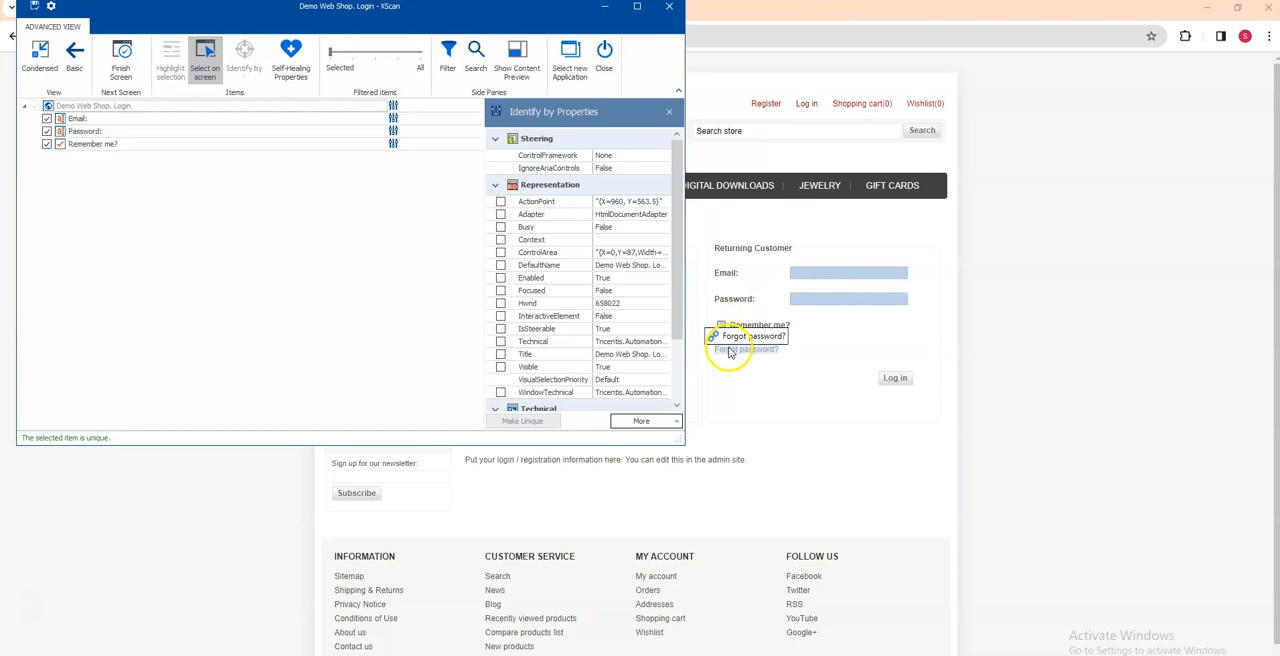 Demo Web Shop. Login - XScan
ADVANCED VIEW
Condensed
Basic
Finish Screen
Highlight selection
Select on screen
Identify by
Self-Healing Properties
Selected
All
Filter
Search
Show Content Preview
Select new Application
Close
View
Next Screen
Items
Filtered items
Side Panes
Demo Web Shop. Login
Email:
Password:
Remember me?
Identify by Properties
Steering
ControlFramework None
IgnoreAriaControls False
Representation
ActionPoint "{X=960, Y=563.5}"
Adapter HtmlDocumentAdapter
Busy False
Context
ControlArea "{X=0,Y=87,Width=...
DefaultName Demo Web Shop. Lo...
Enabled True
Focused False
Hwnd 658022
InteractiveElement False
IsSteerable True
Technical Tricentis.Automation...
Title Demo Web Shop. Lo...
Visible True
VisualSelectionPriority Default
WindowTechnical Tricentis.Automation...
Technical
Make Unique
More
The selected item is unique.
S
Register Log in Shopping cart(0) Wishlist(0)
Search store
Search
DIGITAL DOWNLOADS JEWELRY GIFT CARDS
Returning Customer
Email:
Password:
Remember me?
Forgot password?
Forgot password?
Log in
Sign up for our newsletter:
Subscribe
Put your login / registration information here. You can edit this in the admin site.
INFORMATION
Sitemap
Shipping & Returns
Privacy Notice
Conditions of Use
About us
Contact us
CUSTOMER SERVICE
Search
News
Blog
Recently viewed products
Compare products list
New products
MY ACCOUNT
My account
Orders
Addresses
Shopping cart
Wishlist
FOLLOW US
Facebook
Twitter
RSS
YouTube
Google+
Activate Windows
Go to Settings to activate Windows.